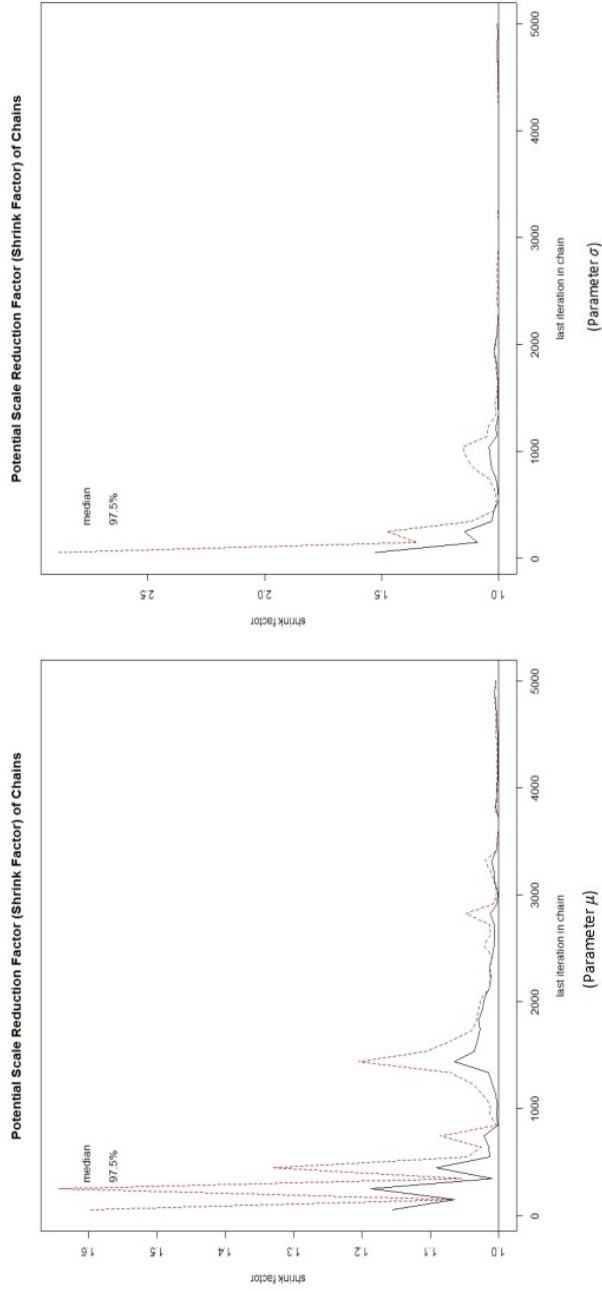 Potential Scale Reduction Factor (Shrink Factor) of Chains
median
97.5%
shrink factor
1.0
1.1
1.2
1.3
1.4
1.5
1.6
0
1000
2000
3000
4000
5000
last iteration in chain
(Parameter μ)
Potential Scale Reduction Factor (Shrink Factor) of Chains
median
97.5%
shrink factor
1.0
1.5
2.0
2.5
0
1000
2000
3000
4000
5000
last iteration in chain
(Parameter σ)